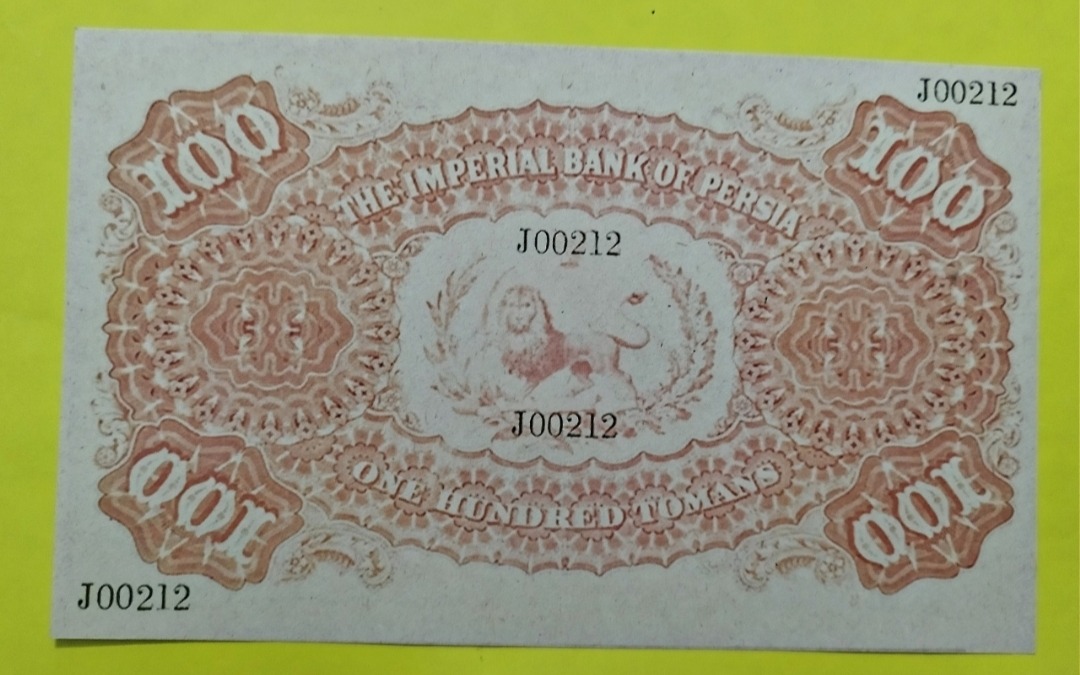 J00212
100
100
THE IMPERIAL BANK OF PERSIA
J00212
J00212
ONE HUNDRED TOMANS
100
100
J00212